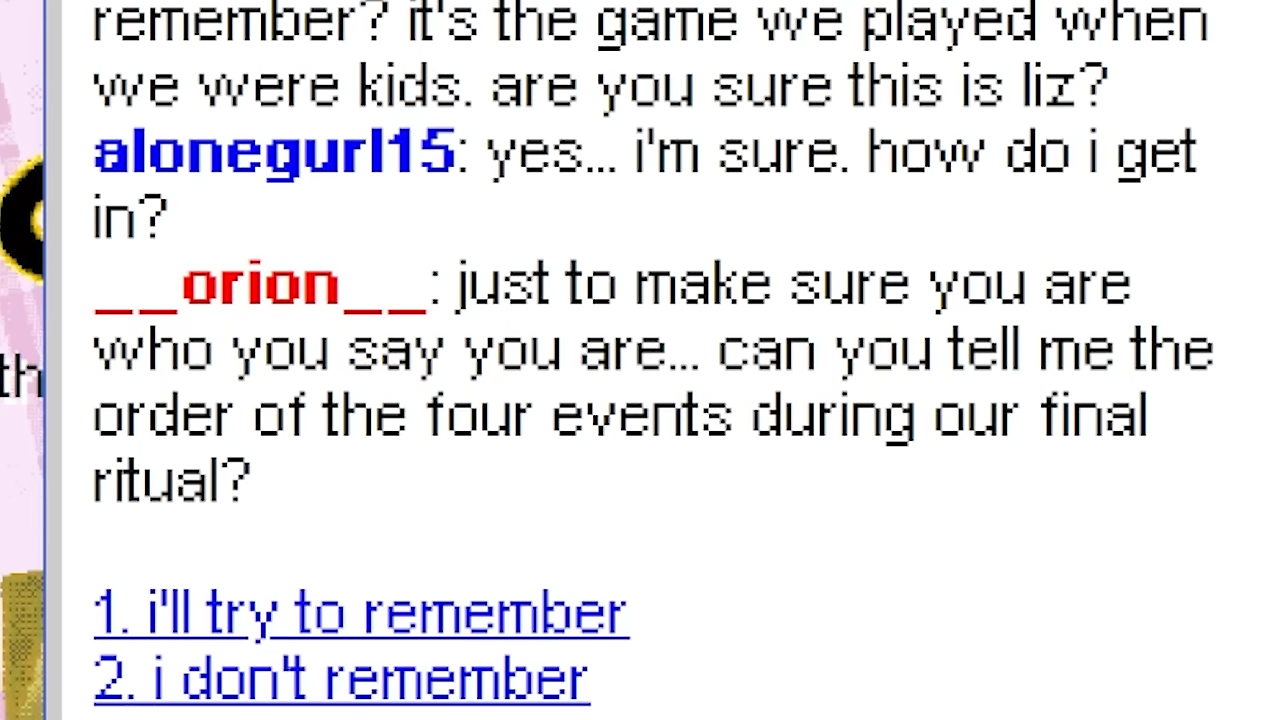 remember? it's the game we played when
we were kids. are you sure this is liz?
alonegurl15: yes... i'm sure. how do i get
in?
__orion__: just to make sure you are
who you say you are... can you tell me the
th
order of the four events during our final
ritual?
1. i'll try to remember
2. i don't remember